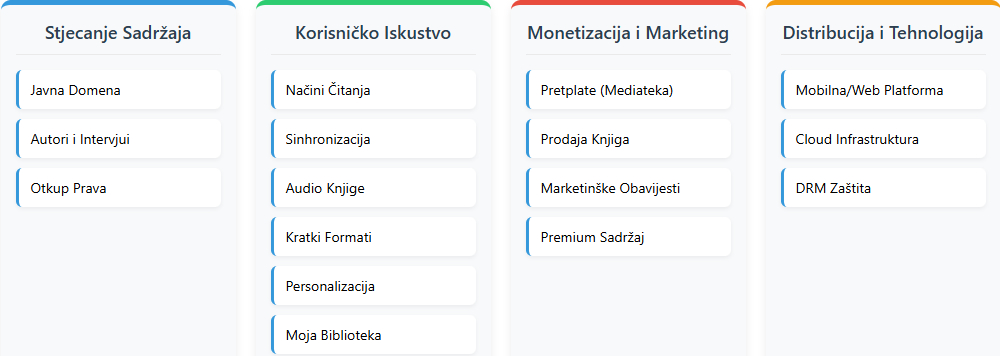 Stjecanje Sadržaja
Javna Domena
Autori i Intervjui
Otkup Prava
Korisničko Iskustvo
Načini Čitanja
Sinhronizacija
Audio Knjige
Kratki Formati
Personalizacija
Moja Biblioteka
Monetizacija i Marketing
Pretplate (Mediateka)
Prodaja Knjiga
Marketinške Obavijesti
Premium Sadržaj
Distribucija i Tehnologija
Mobilna/Web Platforma
Cloud Infrastruktura
DRM Zaštita